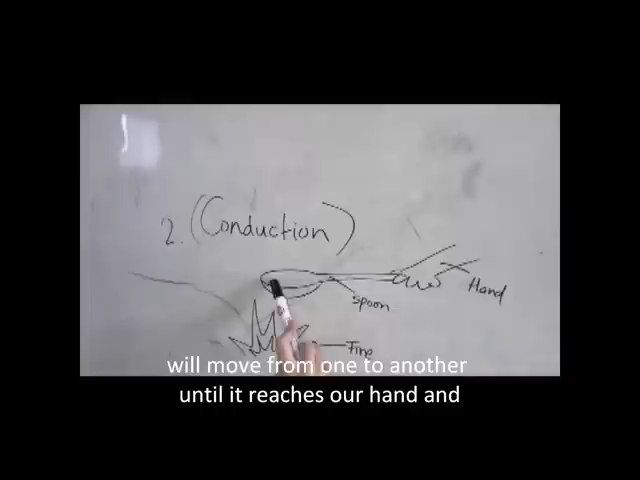 2. (Conduction)
Hand
spoon
Fire
will move from one to another
until it reaches our hand and